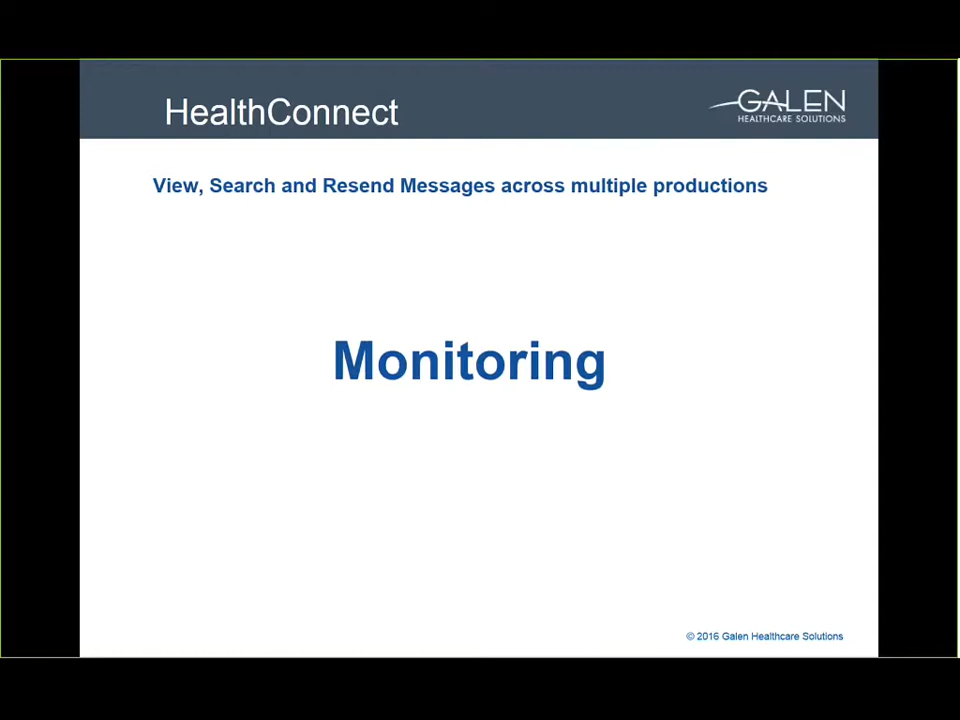 HealthConnect
GALEN
HEALTHCARE SOLUTIONS
View, Search and Resend Messages across multiple productions
Monitoring
© 2016 Galen Healthcare Solutions